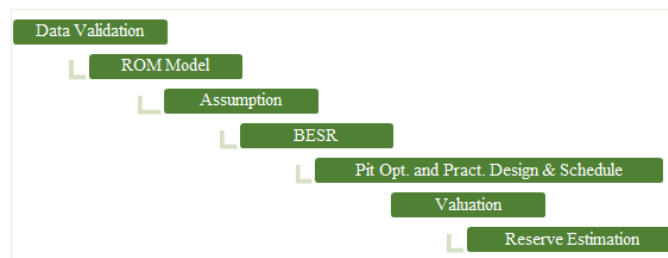 Data Validation
ROM Model
Assumption
BESR
Pit Opt. and Pract. Design & Schedule
Valuation
Reserve Estimation